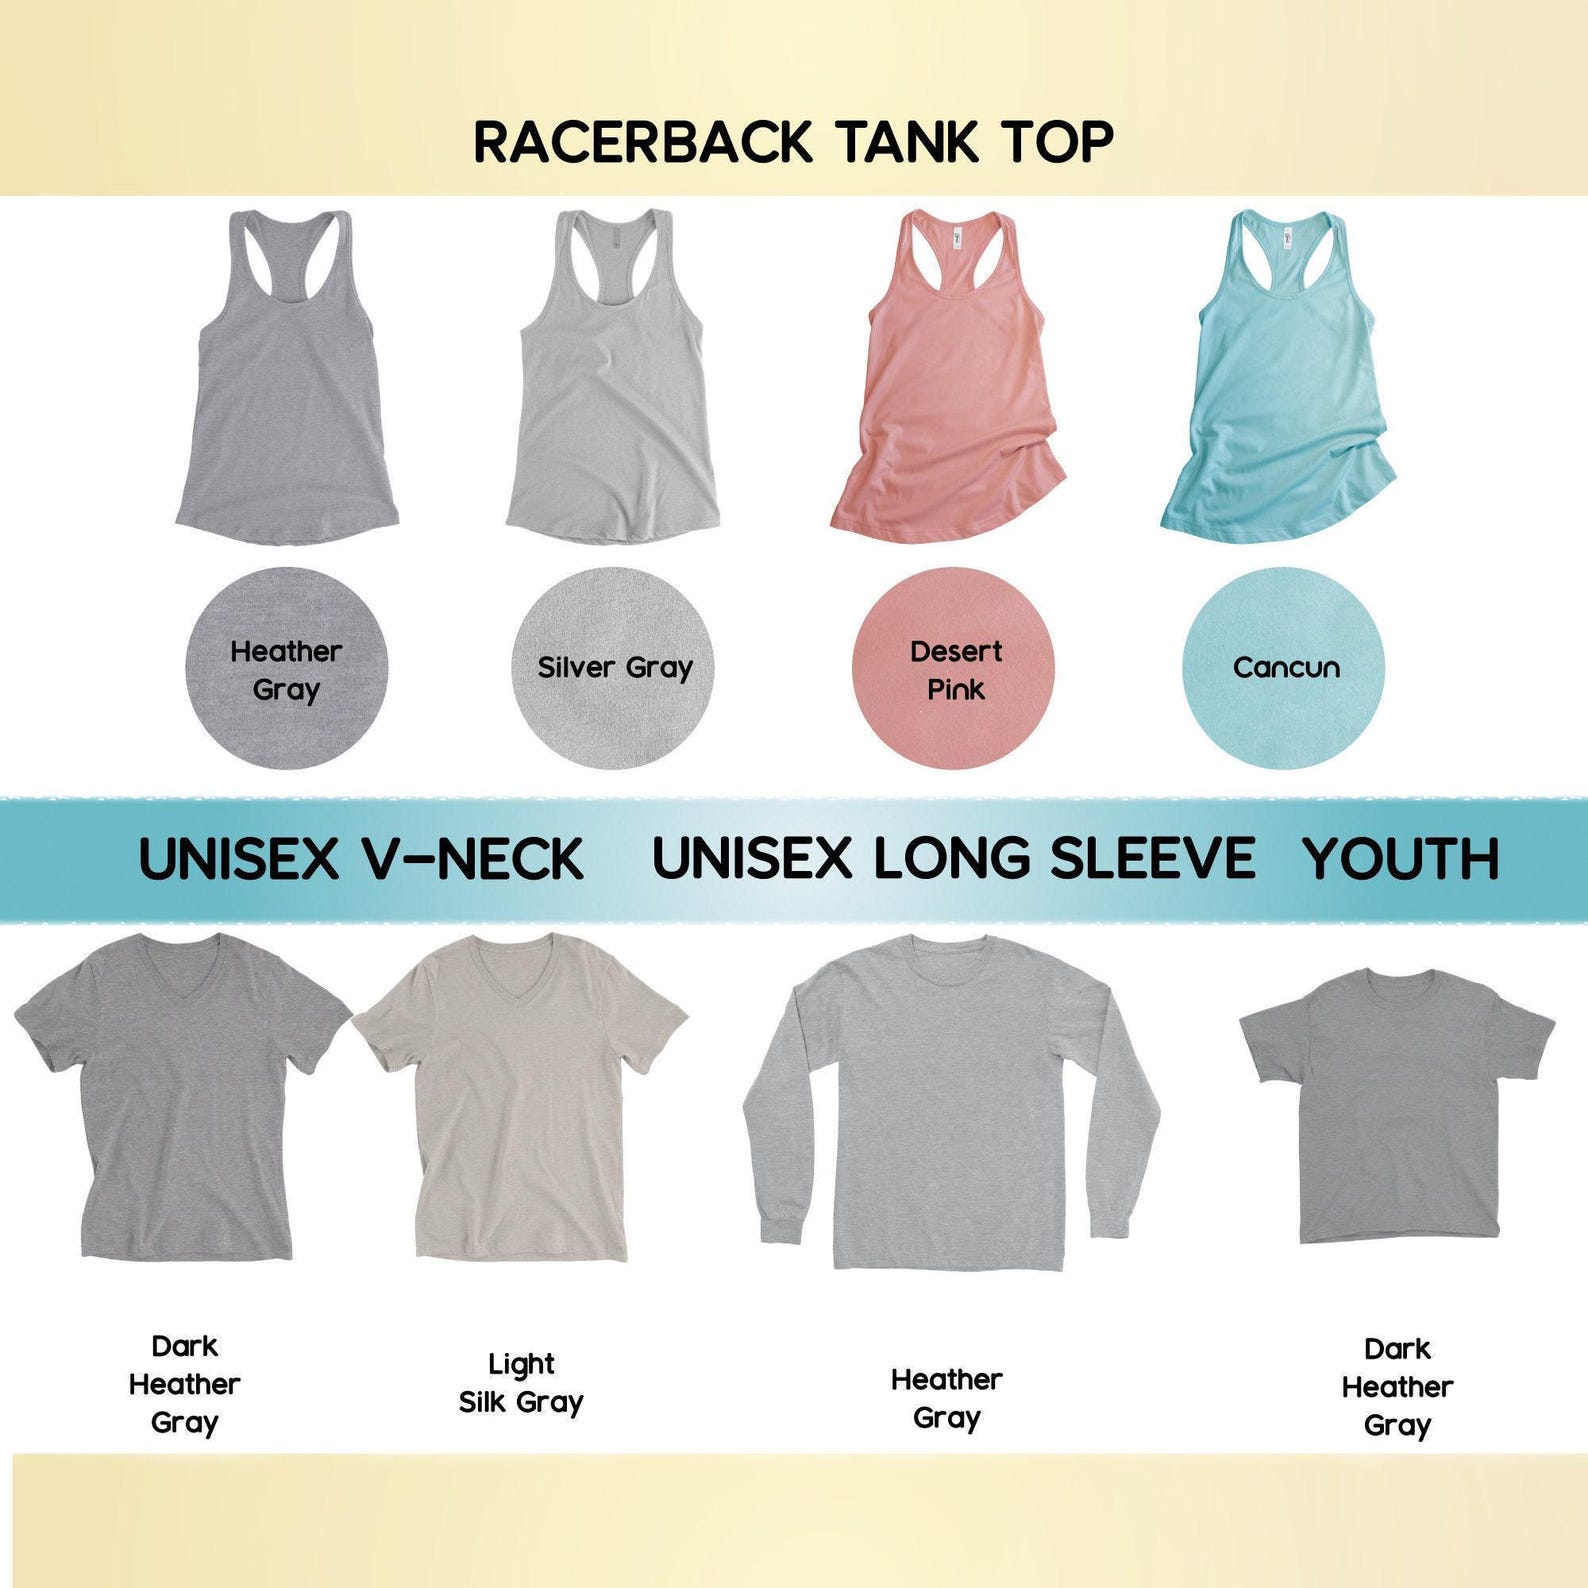 RACERBACK TANK TOP
Heather
Gray
Silver Gray
Desert
Pink
Cancun
UNISEX V-NECK
UNISEX LONG SLEEVE
YOUTH
Dark
Heather
Gray
Light
Silk Gray
Heather
Gray
Dark
Heather
Gray